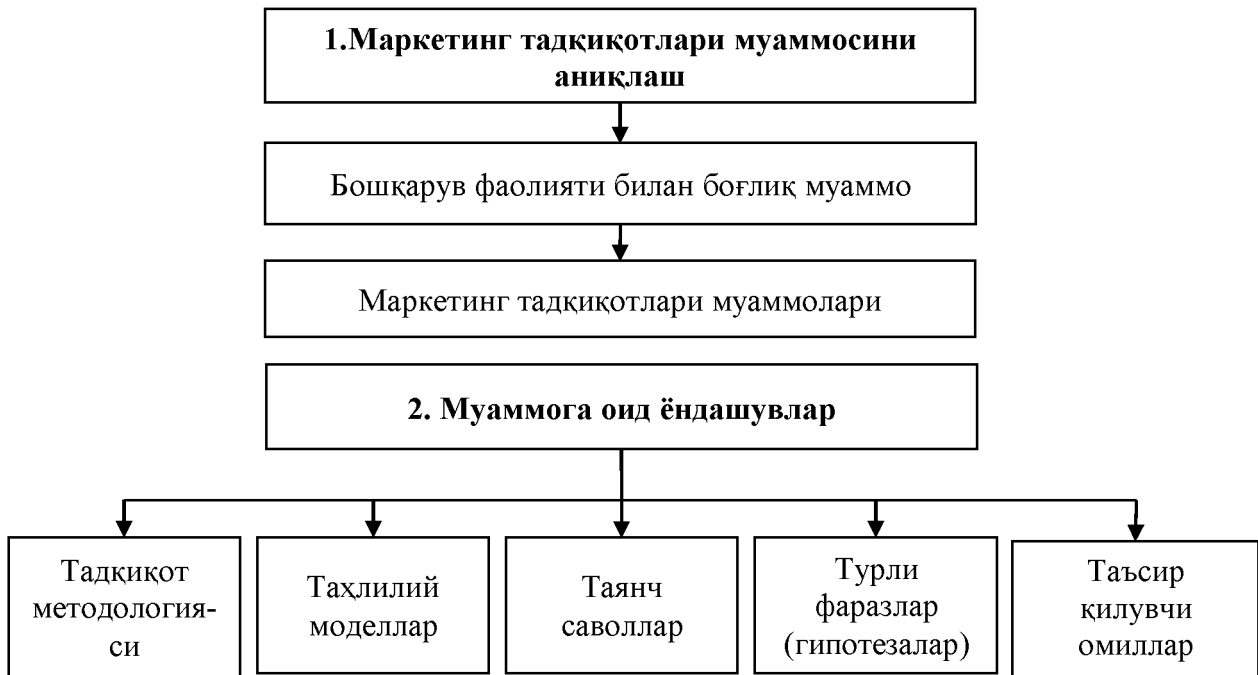 1.Маркетинг тадқиқотлари муаммосини
аниқлаш
Бошқарув фаолияти билан боғлиқ муаммо
Маркетинг тадқиқотлари муаммолари
2. Муаммога оид ёндашувлар
Тадқиқот
методология-
си
Таҳлилий
моделлар
Таянч
саволлар
Турли
фаразлар
(гипотезалар)
Таъсир
қилувчи
омиллар